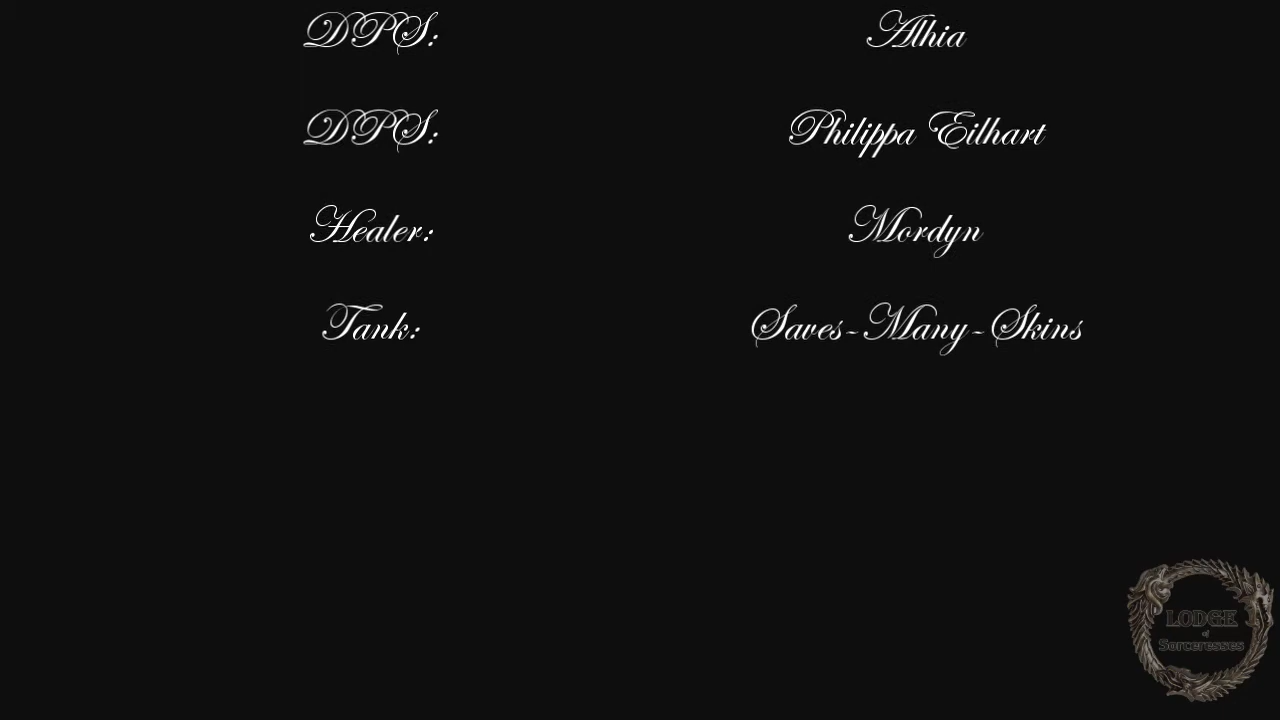 DPS: Alhia
DPS: Philippa Eilhart
Healer: Mordyn
Tank: Saves-Many-Skins
LODGE
of
Sorceresses